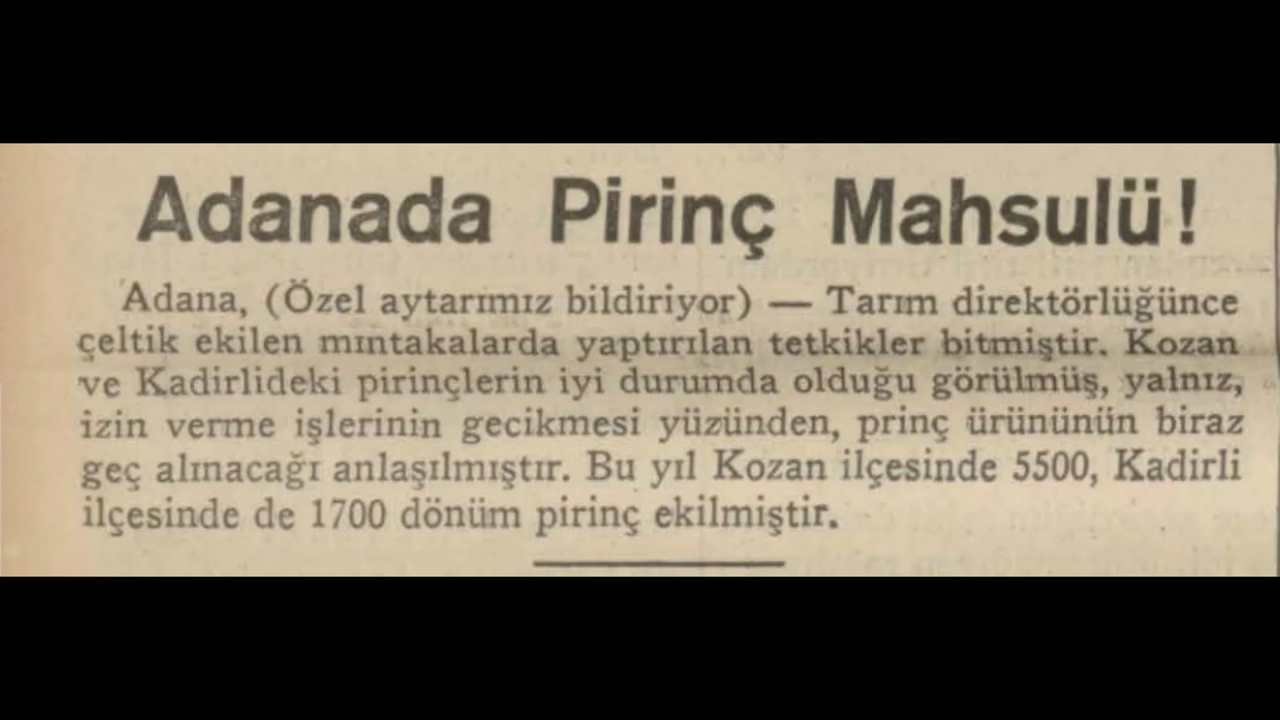 Adanada Pirinç Mahsulü!
Adana, (Özel aytarımız bildiriyor) — Tarım direktörlüğünce
çeltik ekilen mıntakalarda yaptırılan tetkikler bitmiştir. Kozan
ve Kadirlideki pirinçlerin iyi durumda olduğu görülmüş, yalnız,
izin verme işlerinin gecikmesi yüzünden, prinç ürününün biraz
geç alınacağı anlaşılmıştır. Bu yıl Kozan ilçesinde 5500, Kadirli
ilçesinde de 1700 dönüm pirinç ekilmiştir.